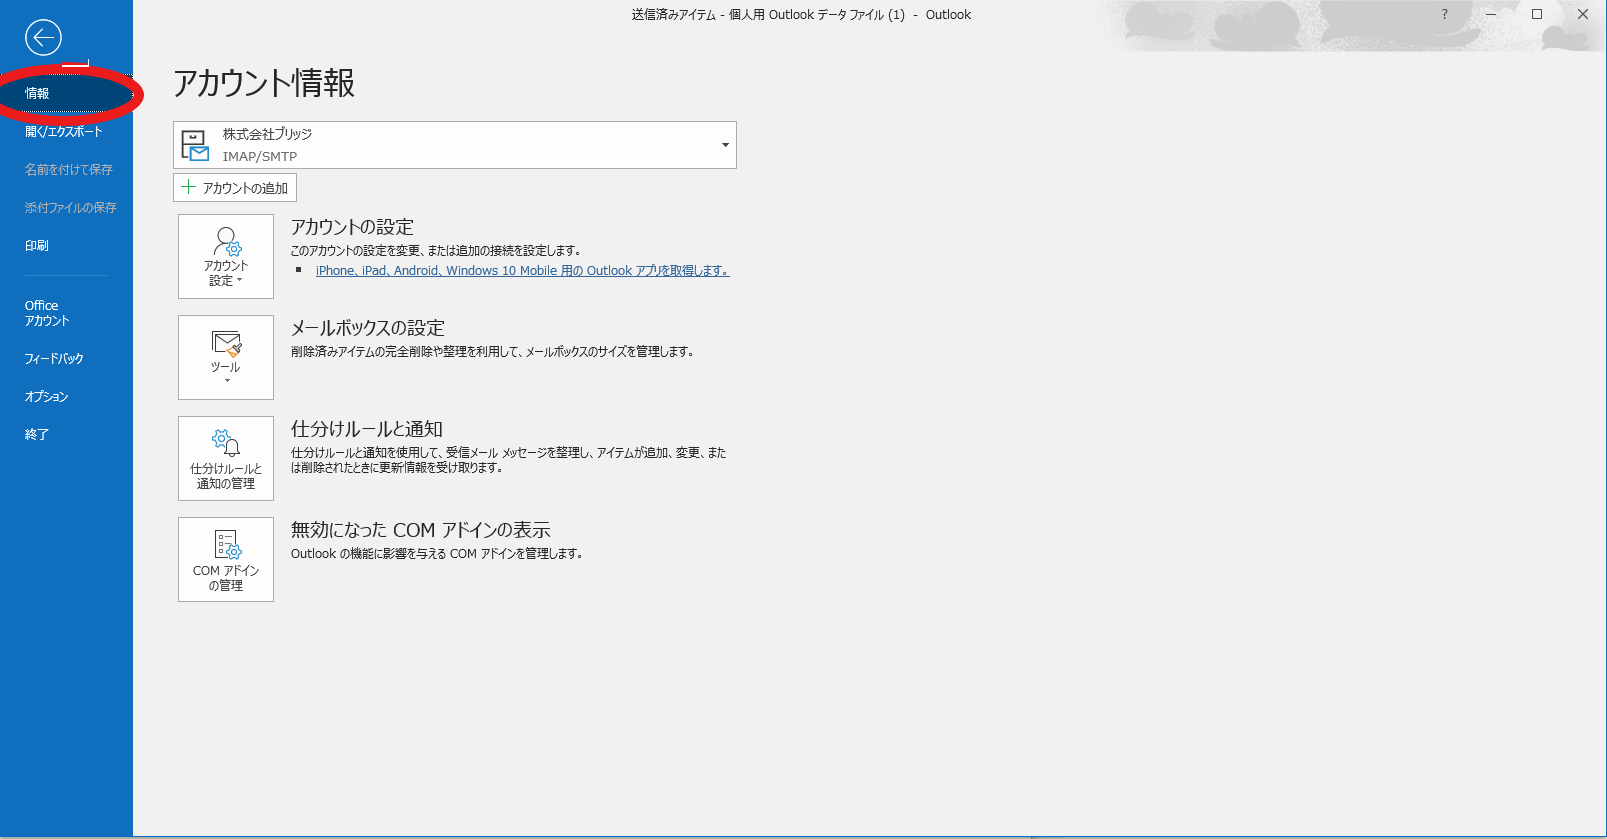 送信済みアイテム - 個人用 Outlook データ ファイル (1) - Outlook
?
情報
開く/エクスポート
名前を付けて保存
添付ファイルの保存
印刷
Office
アカウント
フィードバック
オプション
終了
アカウント情報
株式会社ブリッジ
IMAP/SMTP
アカウントの追加
アカウント
設定
アカウントの設定
このアカウントの設定を変更、または追加の接続を設定します。
iPhone、iPad、Android、Windows 10 Mobile 用の Outlook アプリを取得します。
ツール
メールボックスの設定
削除済みアイテムの完全削除や整理を利用して、メールボックスのサイズを管理します。
仕分けルールと
通知の管理
仕分けルールと通知
仕分けルールと通知を使用して、受信メール メッセージを整理し、アイテムが追加、変更、また
は削除されたときに更新情報を受け取ります。
COM アドイン
の管理
無効になった COM アドインの表示
Outlook の機能に影響を与える COM アドインを管理します。